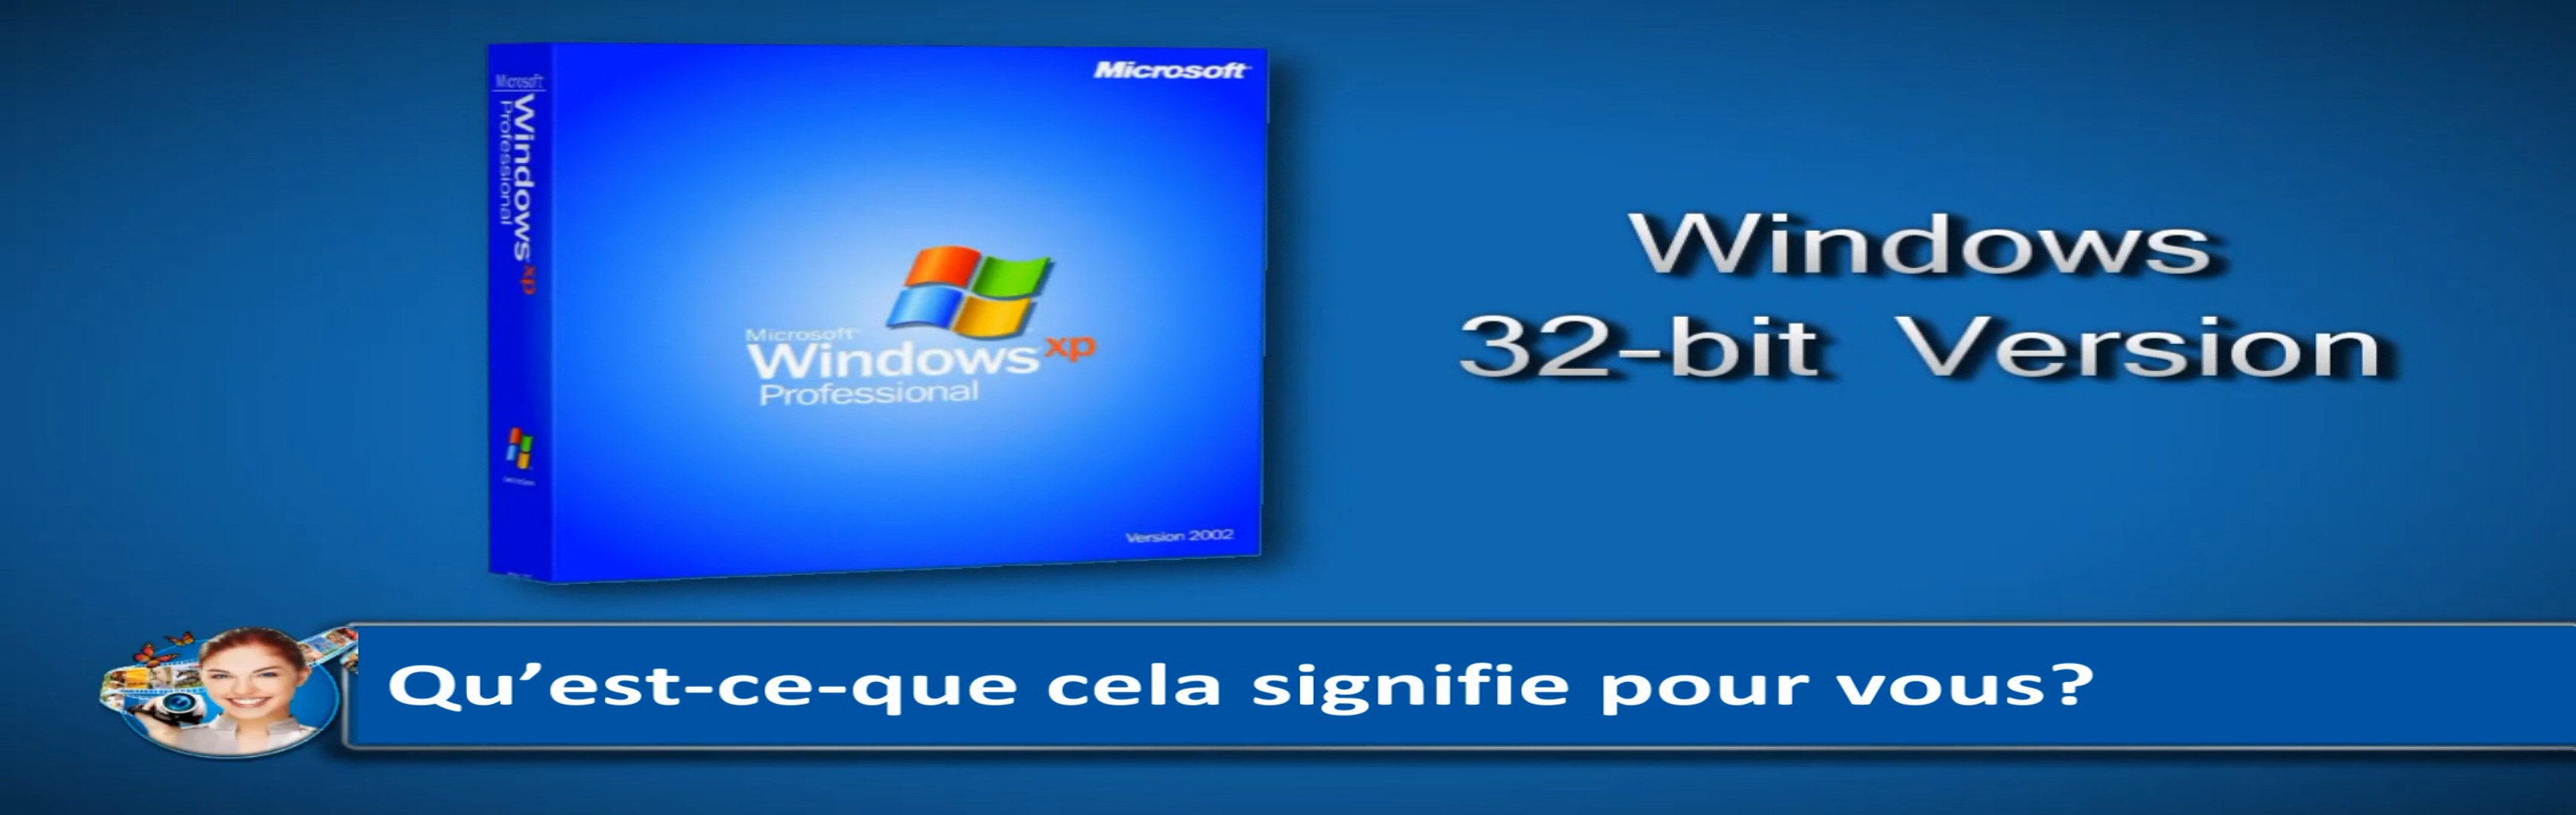 Microsoft
Windows xp
Professional
Microsoft
Microsoft
Windows xp
Professional
Version 2002
Windows
32-bit Version
Qu’est-ce-que cela signifie pour vous?